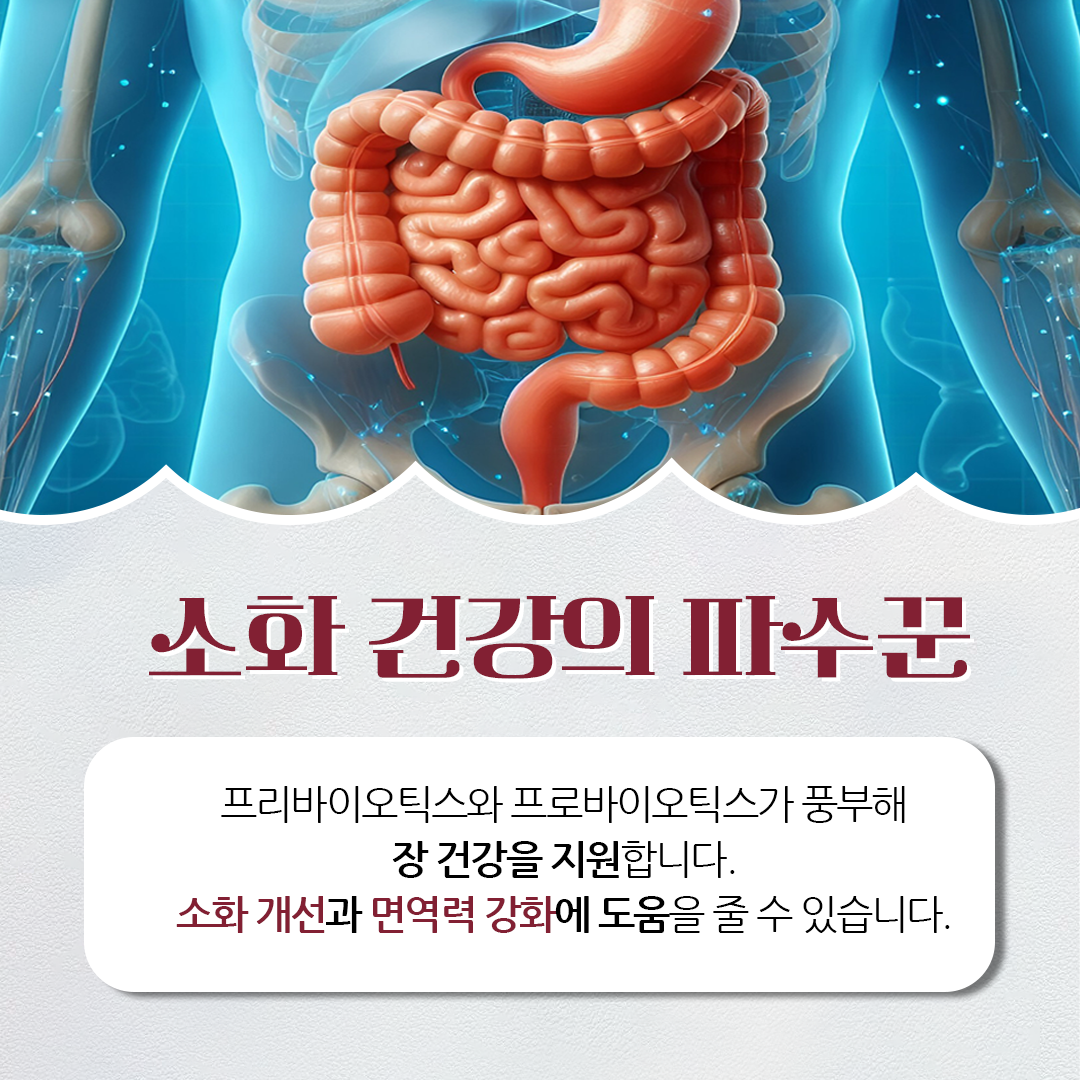 소화 건강의 파수꾼
프리바이오틱스와 프로바이오틱스가 풍부해
장 건강을 지원합니다.
소화 개선과 면역력 강화에 도움을 줄 수 있습니다.